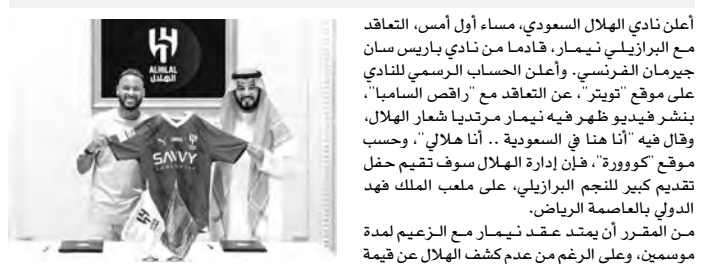 أعلن نادي الهلال السعودي، مساء أول أمس، التعاقد
مع البرازيلي نيمار، قادما من نادي باريس سان
جيرمان الفرنسي. وأعلن الحساب الرسمي للنادي
على موقع "تويتر"، عن التعاقد مع "راقص السامبا"،
بنشر فيديو ظهر فيه نيمار مرتديا شعار الهلال،
وقال فيه "أنا هنا في السعودية .. أنا هلالي"، وحسب
موقع "كووورة"، فإن إدارة الهلال سوف تقيم حفل
تقديم كبير للنجم البرازيلي، على ملعب الملك فهد
الدولي بالعاصمة الرياض.
من المقرر أن يمتد عقد نيمار مع الزعيم لمدة
موسمين، وعلى الرغم من عدم كشف الهلال عن قيمة
ALHILAL
الهلال
SAVVY